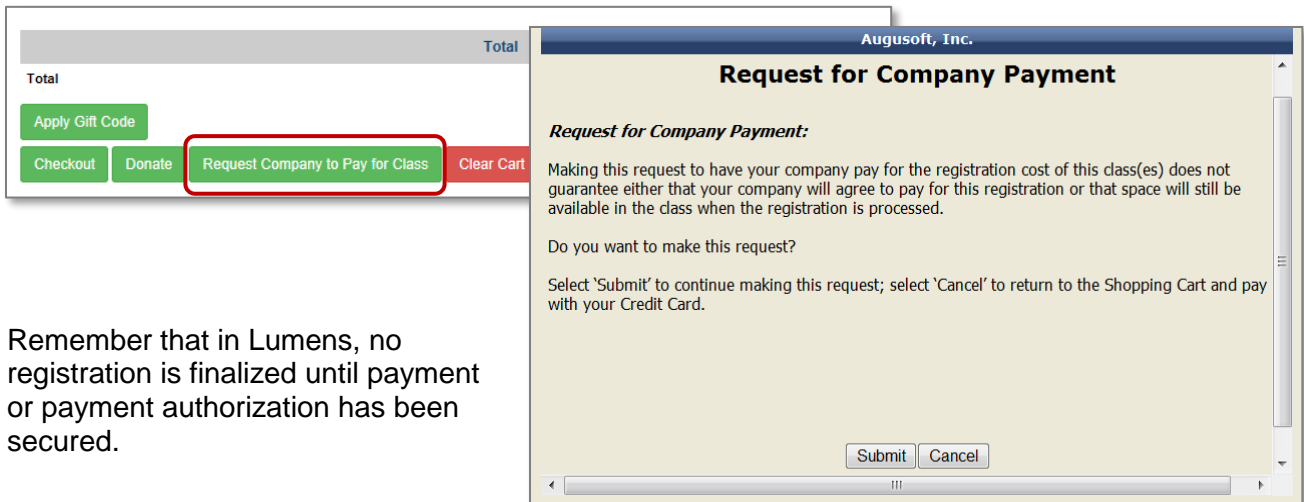 Total
Total
Apply Gift Code
Checkout Donate Request Company to Pay for Class Clear Cart
Augusoft, Inc.
Request for Company Payment
Request for Company Payment:
Making this request to have your company pay for the registration cost of this class(es) does not
guarantee either that your company will agree to pay for this registration or that space will still be
available in the class when the registration is processed.
Do you want to make this request?
Select `Submit' to continue making this request; select `Cancel' to return to the Shopping Cart and pay
with your Credit Card.
Submit Cancel
Remember that in Lumens, no
registration is finalized until payment
or payment authorization has been
secured.